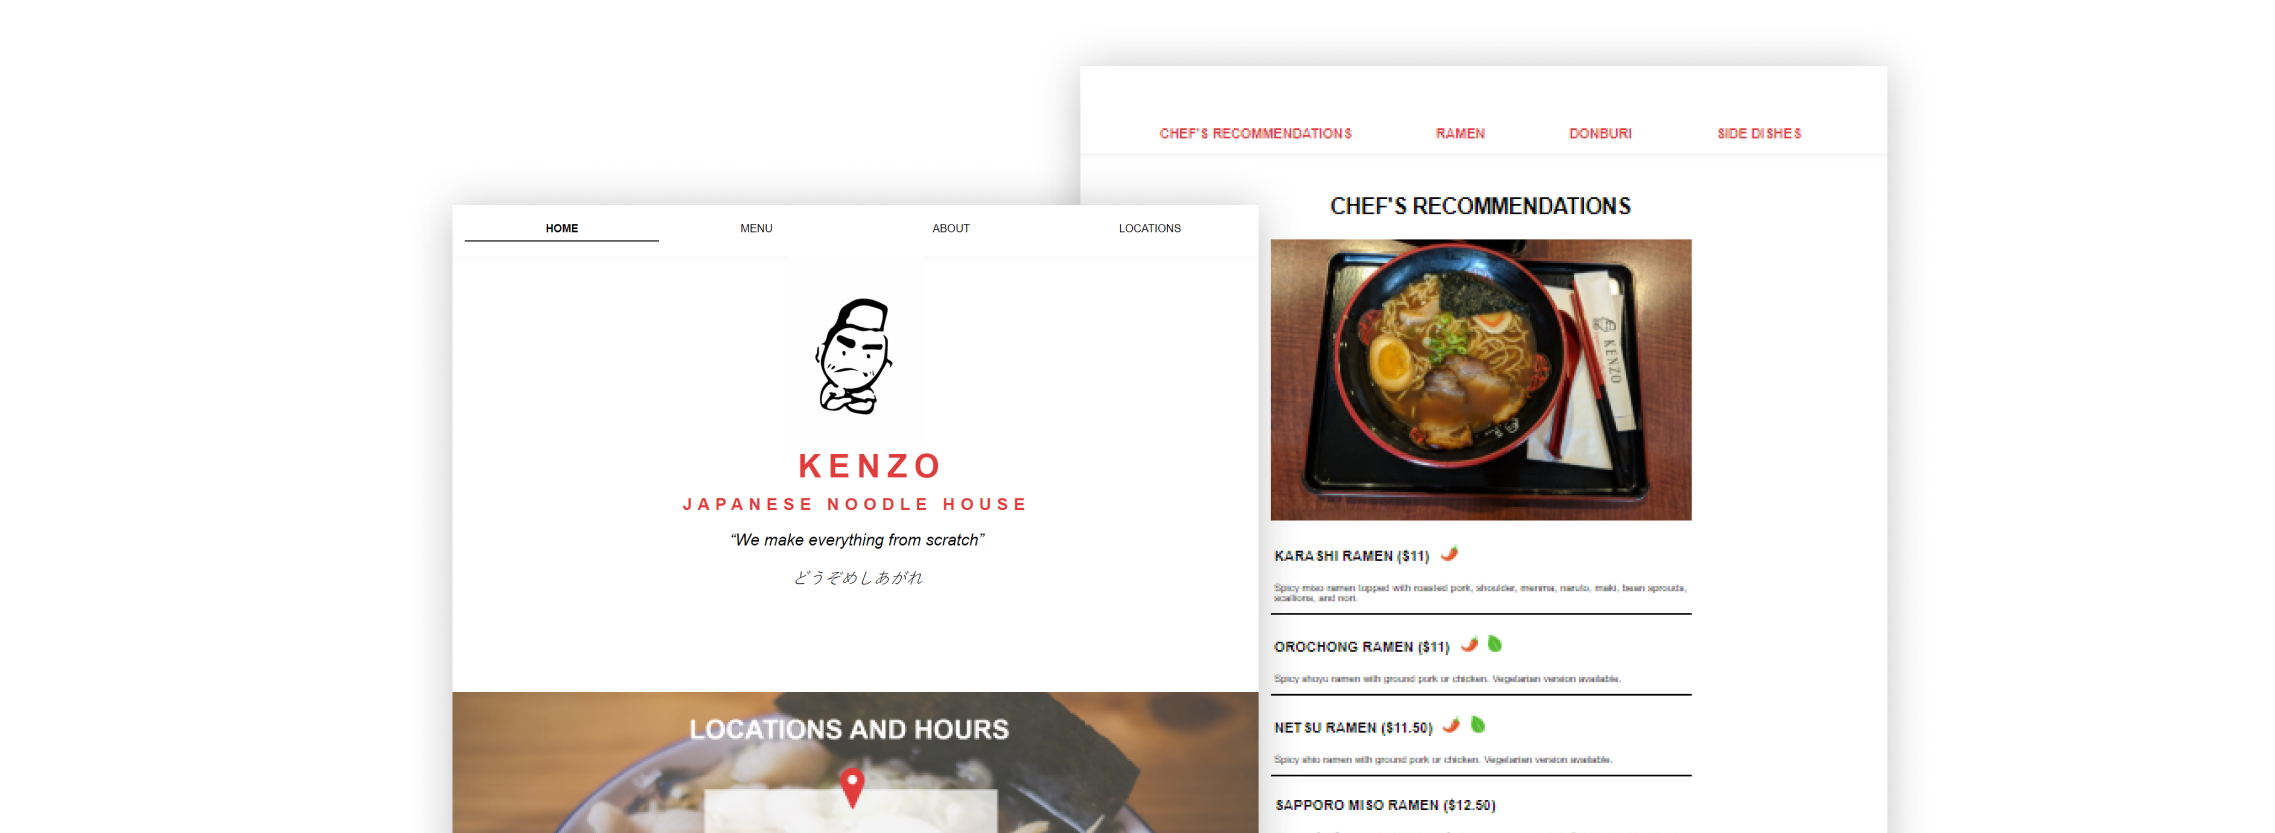 HOME
MENU
ABOUT
LOCATIONS
KENZO
JAPANESE NOODLE HOUSE
“We make everything from scratch”
どうぞめしあがれ
LOCATIONS AND HOURS
CHEF'S RECOMMENDATIONS
RAMEN
DONBURI
SIDE DISHES
CHEF'S RECOMMENDATIONS
KENZO
KARASHI RAMEN ($11)
Spicy miso ramen topped with roasted pork, shoulder, menma, naruto, maki, bean sprouts,
scallions, and nori.
OROCHONG RAMEN ($11)
Spicy shoyu ramen with ground pork or chicken. Vegetarian version available.
NETSU RAMEN ($11.50)
Spicy shio ramen with ground pork or chicken. Vegetarian version available.
SAPPORO MISO RAMEN ($12.50)